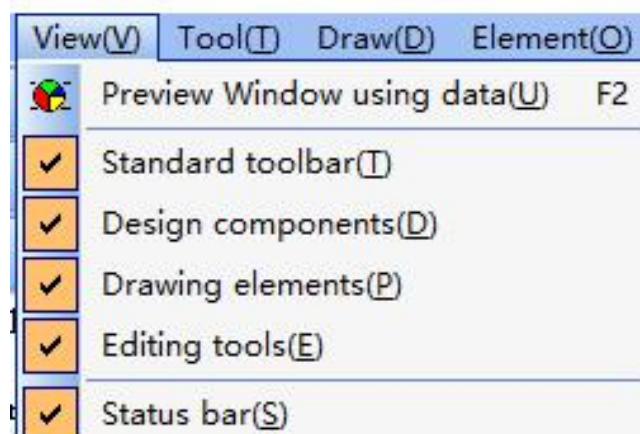 View(V) Tool(T) Draw(D) Element(O)
Preview Window using data(U) F2
Standard toolbar(T)
Design components(D)
Drawing elements(P)
Editing tools(E)
Status bar(S)